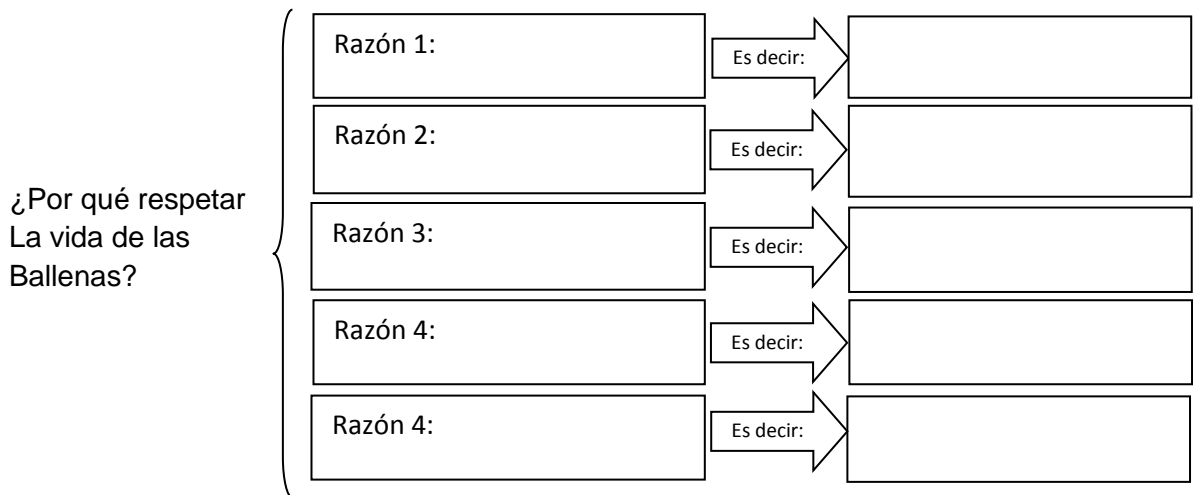 ¿Por qué respetar
La vida de las
Ballenas?
Razón 1:
Es decir:
Razón 2:
Es decir:
Razón 3:
Es decir:
Razón 4:
Es decir:
Razón 4:
Es decir: